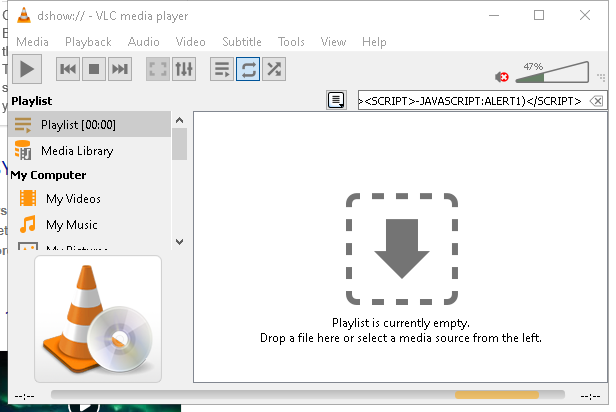 dshow:// - VLC media player
Media Playback Audio Video Subtitle Tools View Help
47%
Playlist
><SCRIPT>-JAVASCRIPT:ALERT1)</SCRIPT>
Playlist [00:00]
Media Library
My Computer
My Videos
My Music
My Pictures
Playlist is currently empty.
Drop a file here or select a media source from the left.
--:-- --:--